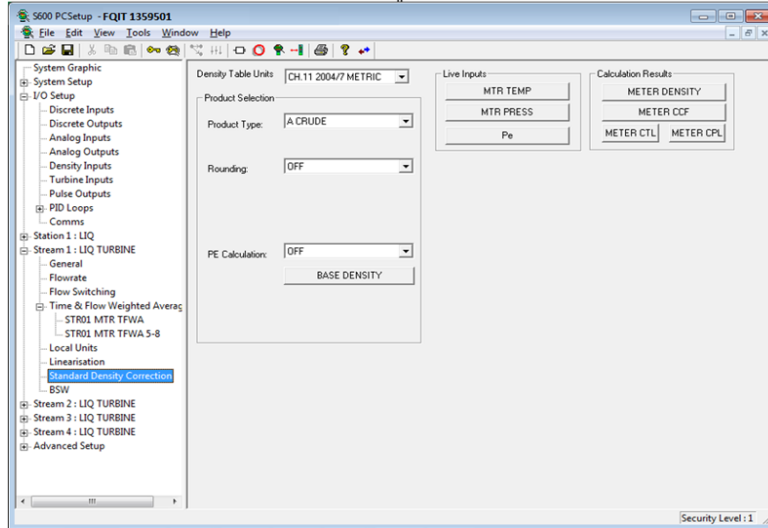 S600 PCSetup - FQIT 1359501
File Edit View Tools Window Help
System Graphic
System Setup
I/O Setup
Discrete Inputs
Discrete Outputs
Analog Inputs
Analog Outputs
Density Inputs
Turbine Inputs
Pulse Outputs
PID Loops
Comms
Station 1 : LIQ
Stream 1 : LIQ TURBINE
General
Flowrate
Flow Switching
Time & Flow Weighted Averag
STR01 MTR TFWA
STR01 MTR TFWA 5-8
Local Units
Linearisation
Standard Density Correction
BSW
Stream 2 : LIQ TURBINE
Stream 3 : LIQ TURBINE
Stream 4 : LIQ TURBINE
Advanced Setup
Density Table Units CH.11 2004/7 METRIC
Product Selection
Product Type: A CRUDE
Rounding: OFF
PE Calculation: OFF
BASE DENSITY
Live Inputs
MTR TEMP
MTR PRESS
Pe
Calculation Results
METER DENSITY
METER CCF
METER CTL METER CPL
Security Level : 1